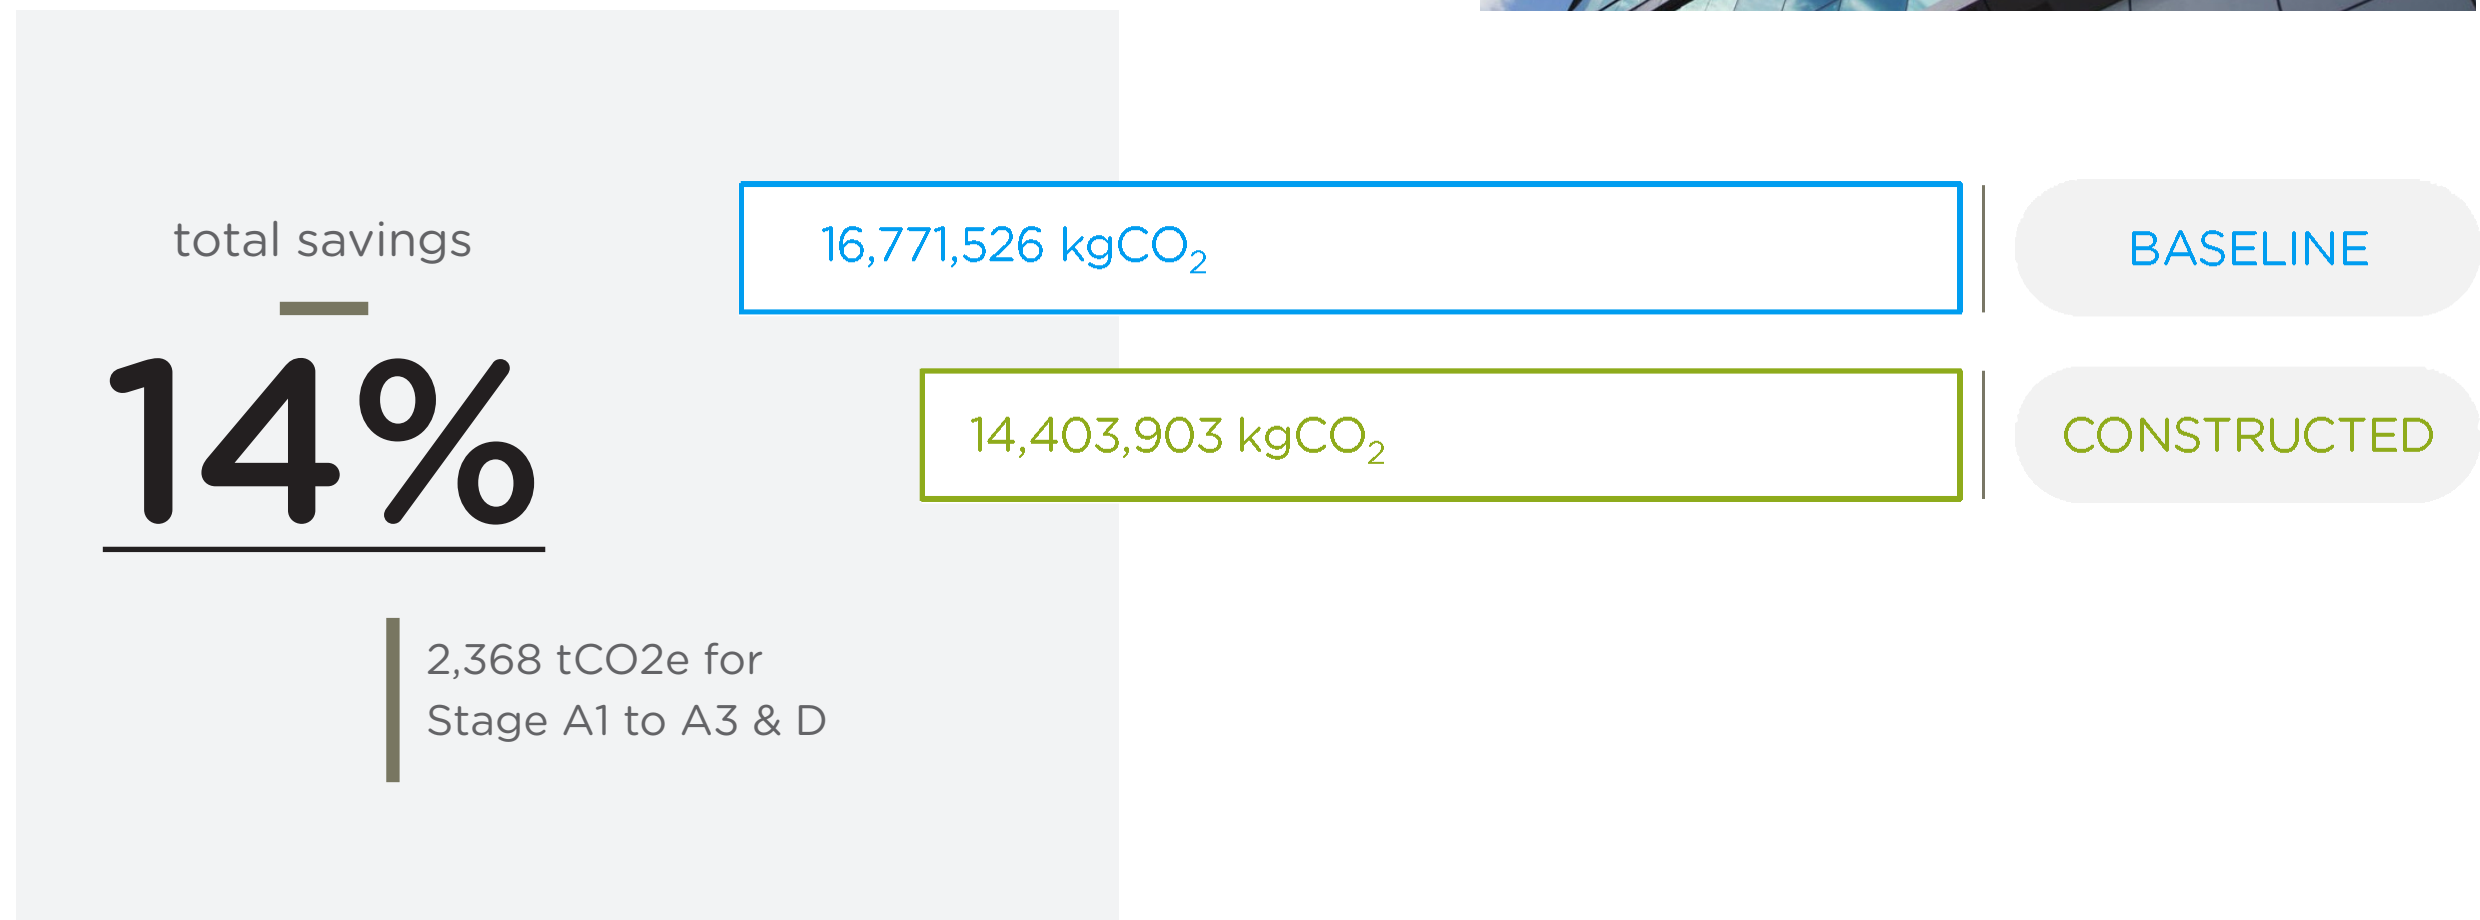 total savings
14%
2,368 tCO2e for
Stage A1 to A3 & D
16,771,526 kgCO₂
BASELINE
14,403,903 kgCO₂
CONSTRUCTED